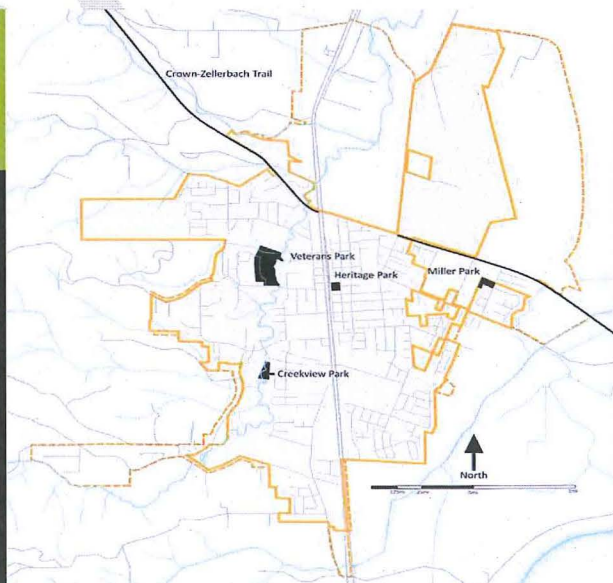 Crown-Zellerbach Trail
Veterans Park
Heritage Park
Miller Park
Creekview Park
North